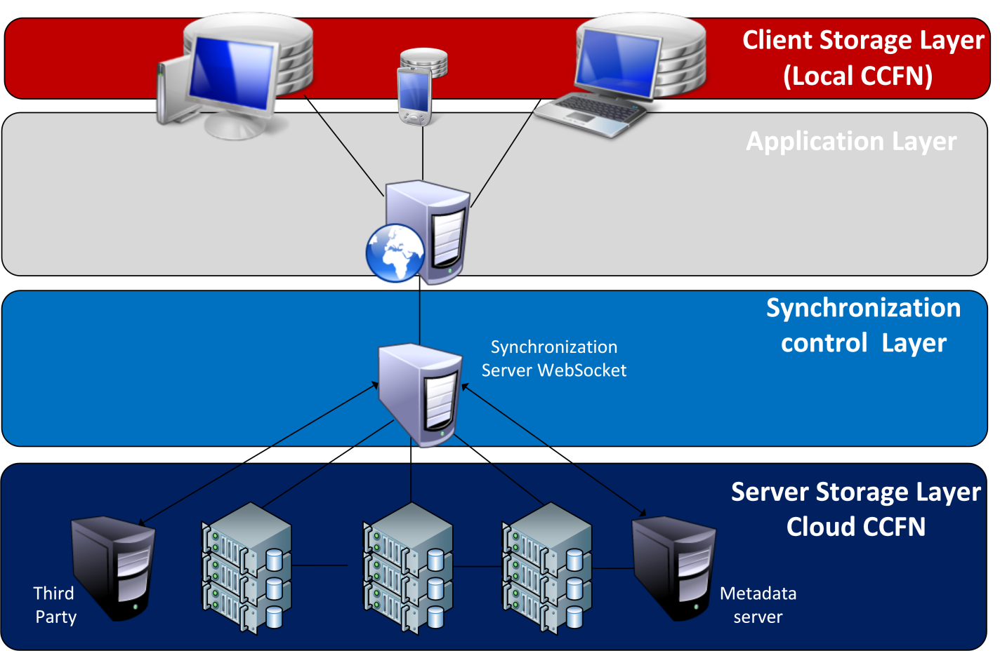 Client Storage Layer
(Local CCFN)
Application Layer
Synchronization
control  Layer
Synchronization
Server WebSocket
Server Storage Layer
Cloud CCFN
Third
Party
Metadata
server